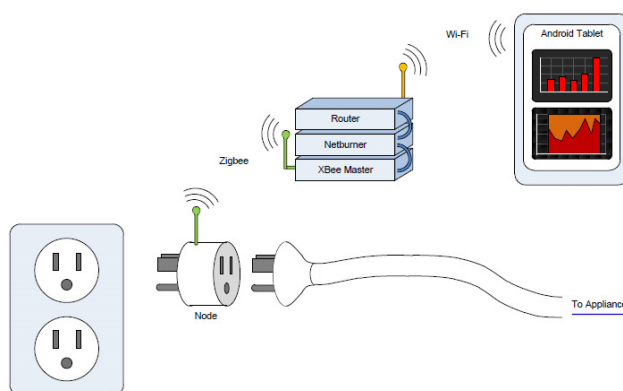 Wi-Fi
Android Tablet
Router
Netburner
XBee Master
Zigbee
Node
To Appliance